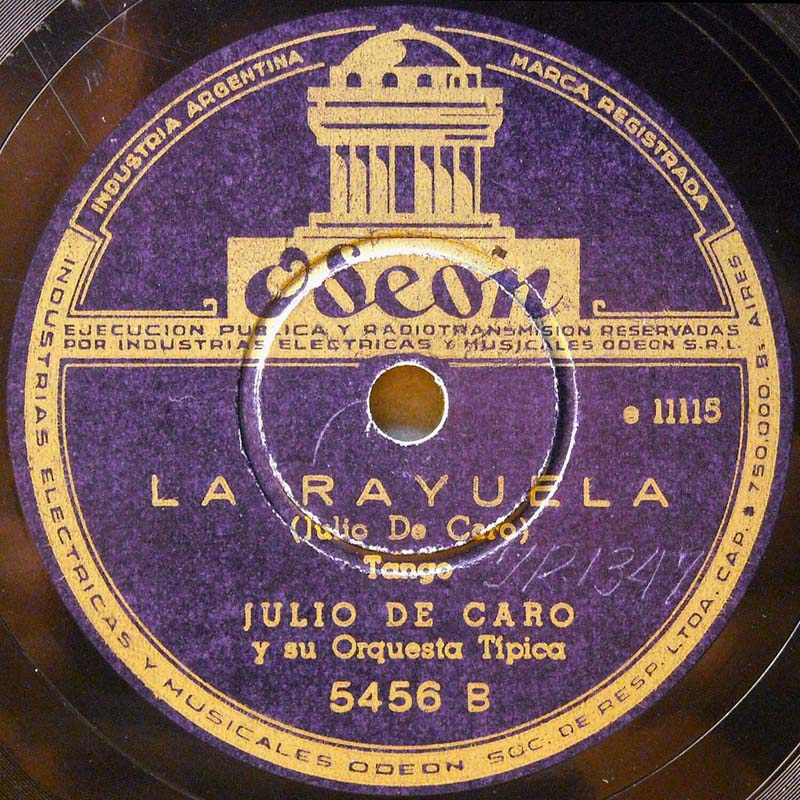 INDUSTRIA ARGENTINA
MARCA REGISTRADA
Odeon
EJECUCION PUBLICA Y RADIOTRANSMISION RESERVADAS
POR INDUSTRIAS ELECTRICAS Y MUSICALES ODEON S.R.L.
e 11115
LA RAYUELA
(Julio De Caro)
Tango
JULIO DE CARO
y su Orquesta Típica
5456 B
INDUSTRIAS ELECTRICAS Y MUSICALES ODEON SOC. DE RESP. LTDA. CAP. $ 750.000. Bs AIRES